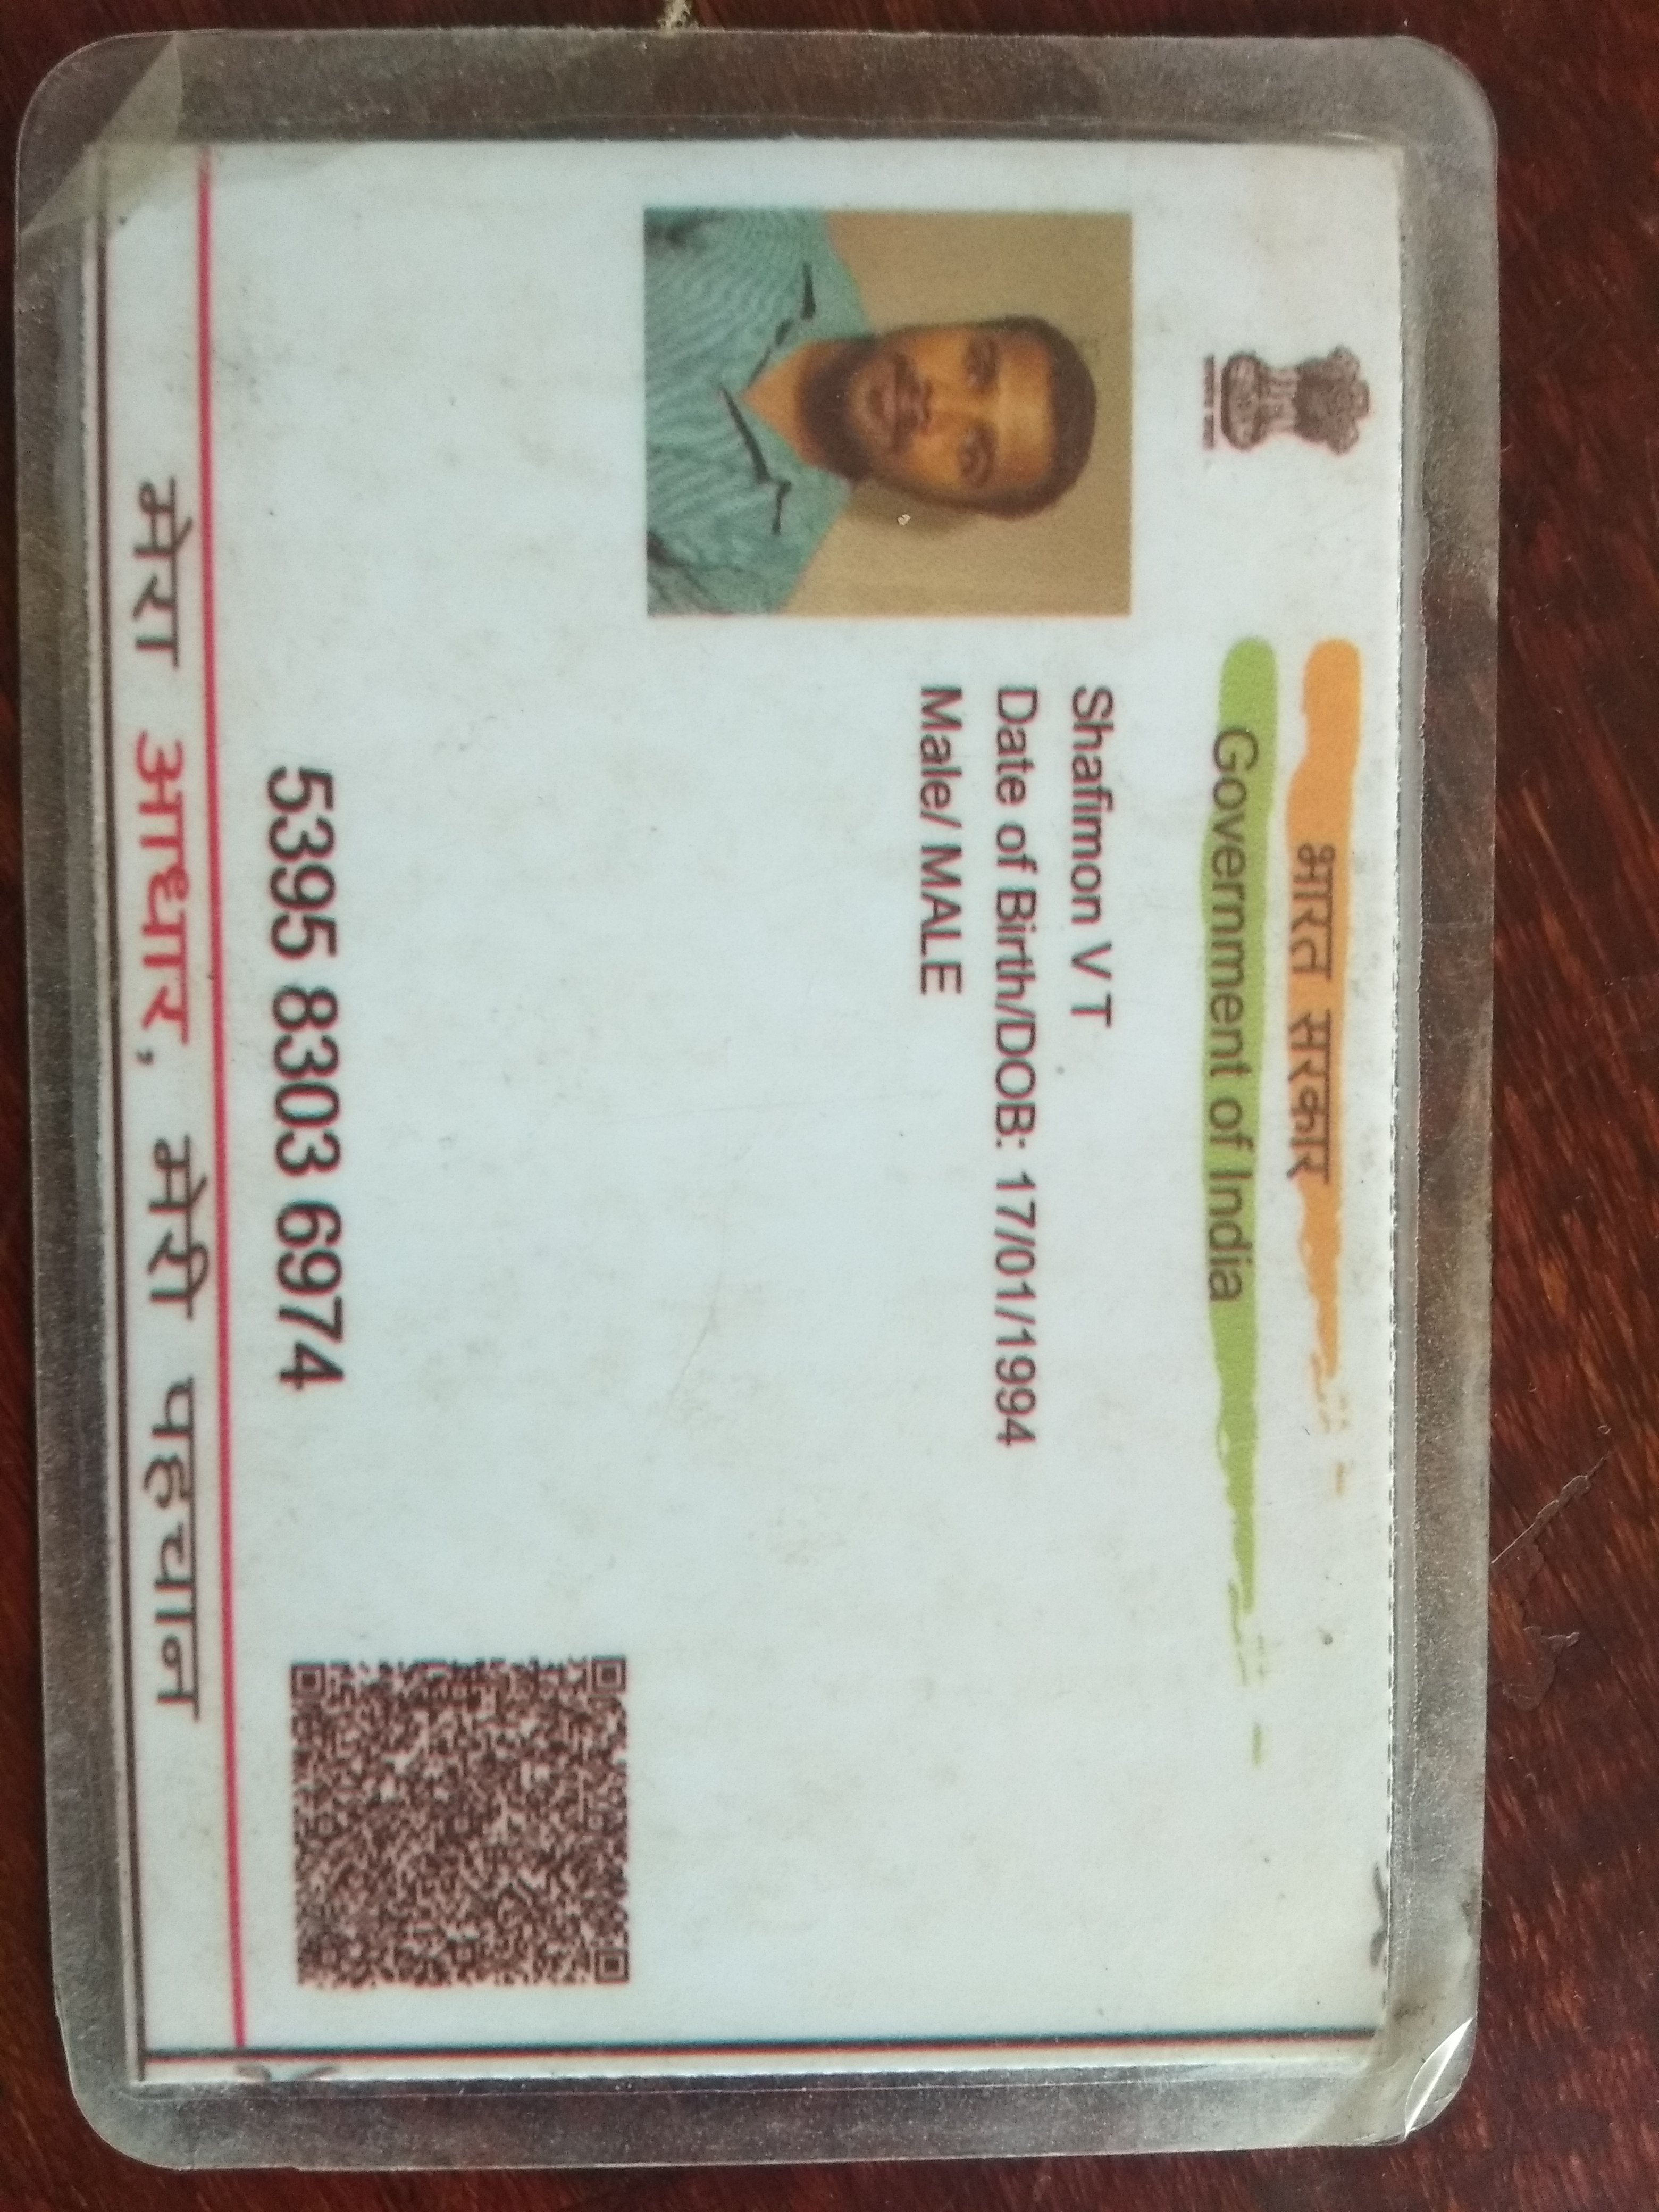 भारत सरकार
Government of India
Shafimon V T
Date of Birth/DOB: 17/01/1994
Male/ MALE
5395 8303 6974
मेरा आधार, मेरी पहचान